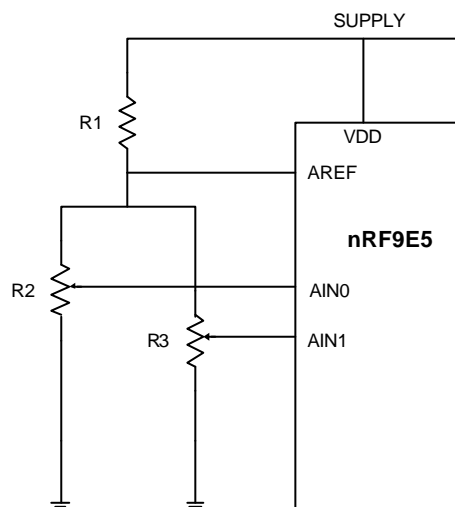 SUPPLY
R1
VDD
AREF
nRF9E5
R2
AIN0
R3
AIN1